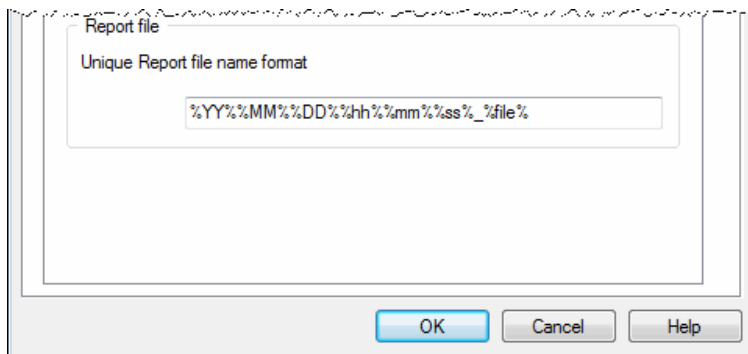 Report file
Unique Report file name format
%YY%%MM%%DD%%hh%%mm%%ss%_%file%
OK Cancel Help